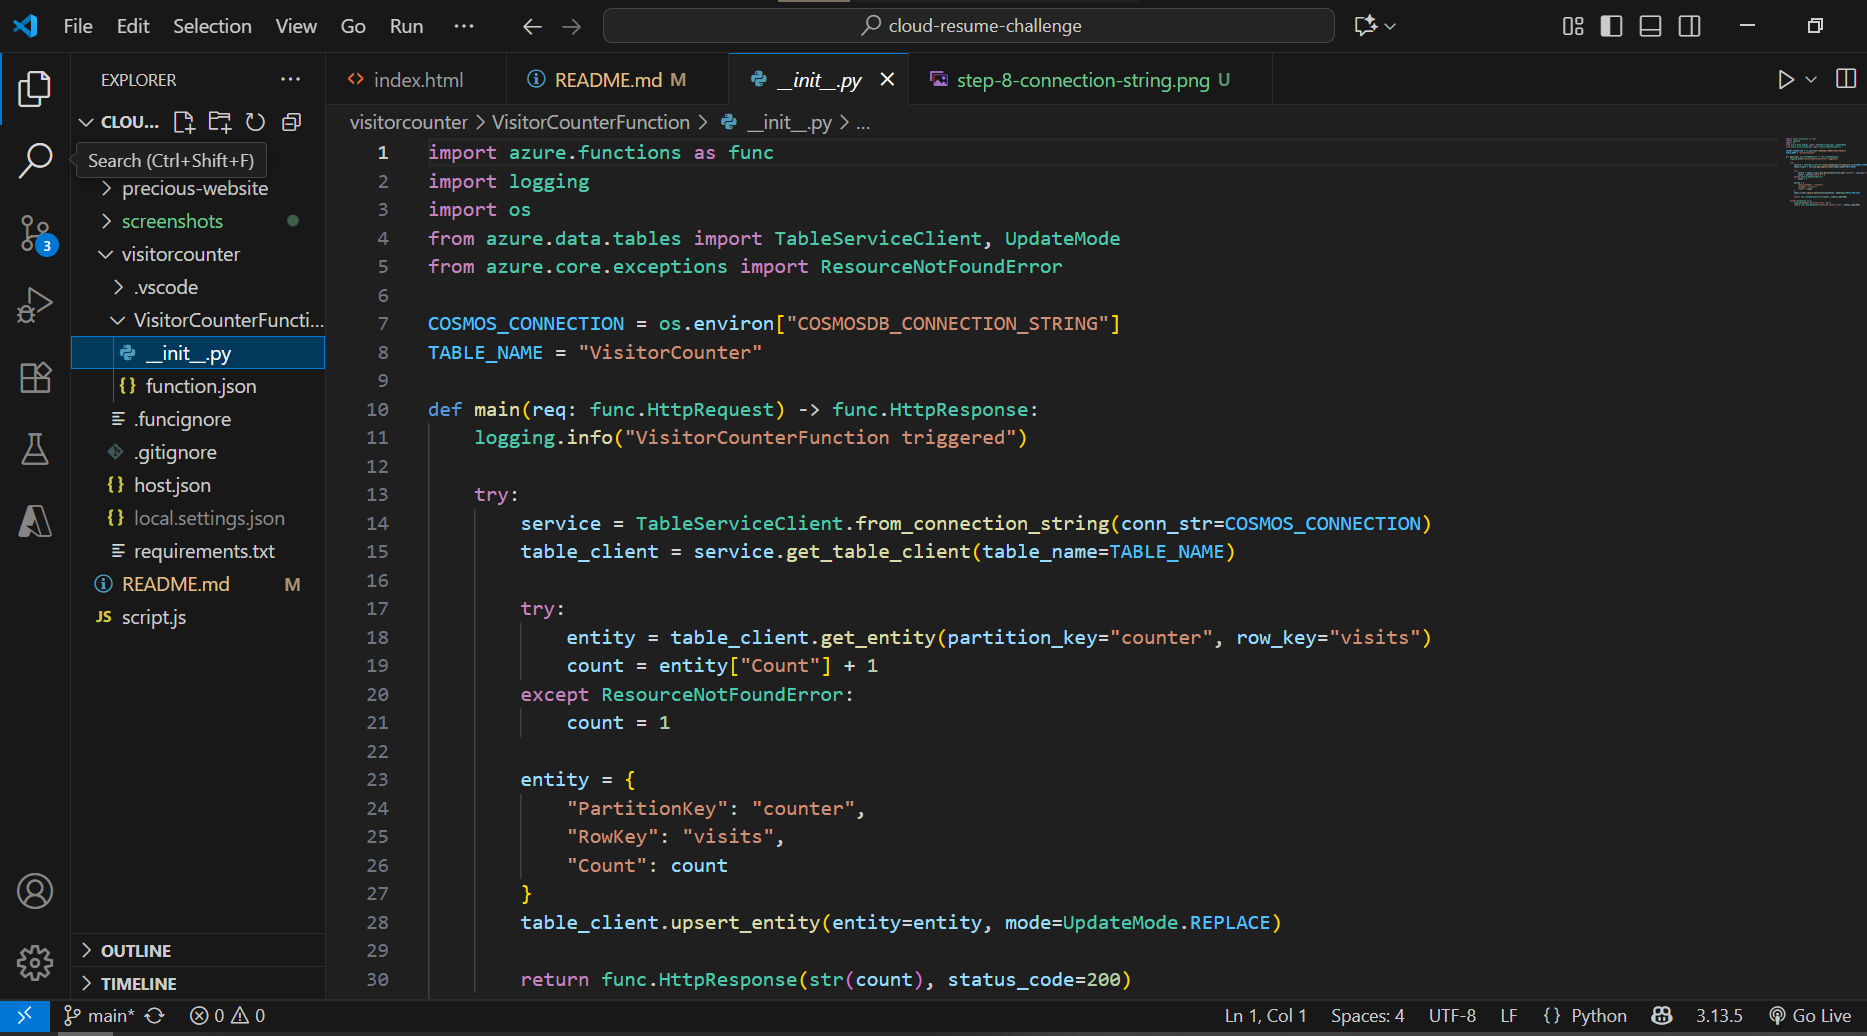 File Edit Selection View Go Run ···
cloud-resume-challenge
EXPLORER ···
index.html
README.md M
__init__.py
step-8-connection-string.png U
CLOU...
visitorcounter > VisitorCounterFunction > __init__.py > ...
Search (Ctrl+Shift+F)
precious-website
screenshots
visitorcounter
.vscode
VisitorCounterFuncti...
__init__.py
{} function.json
.funcignore
.gitignore
{} host.json
{} local.settings.json
requirements.txt
README.md M
JS script.js
3
OUTLINE
TIMELINE
1 import azure.functions as func
2 import logging
3 import os
4 from azure.data.tables import TableServiceClient, UpdateMode
5 from azure.core.exceptions import ResourceNotFoundError
6
7 COSMOS_CONNECTION = os.environ["COSMOSDB_CONNECTION_STRING"]
8 TABLE_NAME = "VisitorCounter"
9
10 def main(req: func.HttpRequest) -> func.HttpResponse:
11     logging.info("VisitorCounterFunction triggered")
12
13     try:
14         service = TableServiceClient.from_connection_string(conn_str=COSMOS_CONNECTION)
15         table_client = service.get_table_client(table_name=TABLE_NAME)
16
17         try:
18             entity = table_client.get_entity(partition_key="counter", row_key="visits")
19             count = entity["Count"] + 1
20         except ResourceNotFoundError:
21             count = 1
22
23         entity = {
24             "PartitionKey": "counter",
25             "RowKey": "visits",
26             "Count": count
27         }
28         table_client.upsert_entity(entity=entity, mode=UpdateMode.REPLACE)
29
30         return func.HttpResponse(str(count), status_code=200)
main* 0 0 Ln 1, Col 1 Spaces: 4 UTF-8 LF {} Python 3.13.5 Go Live